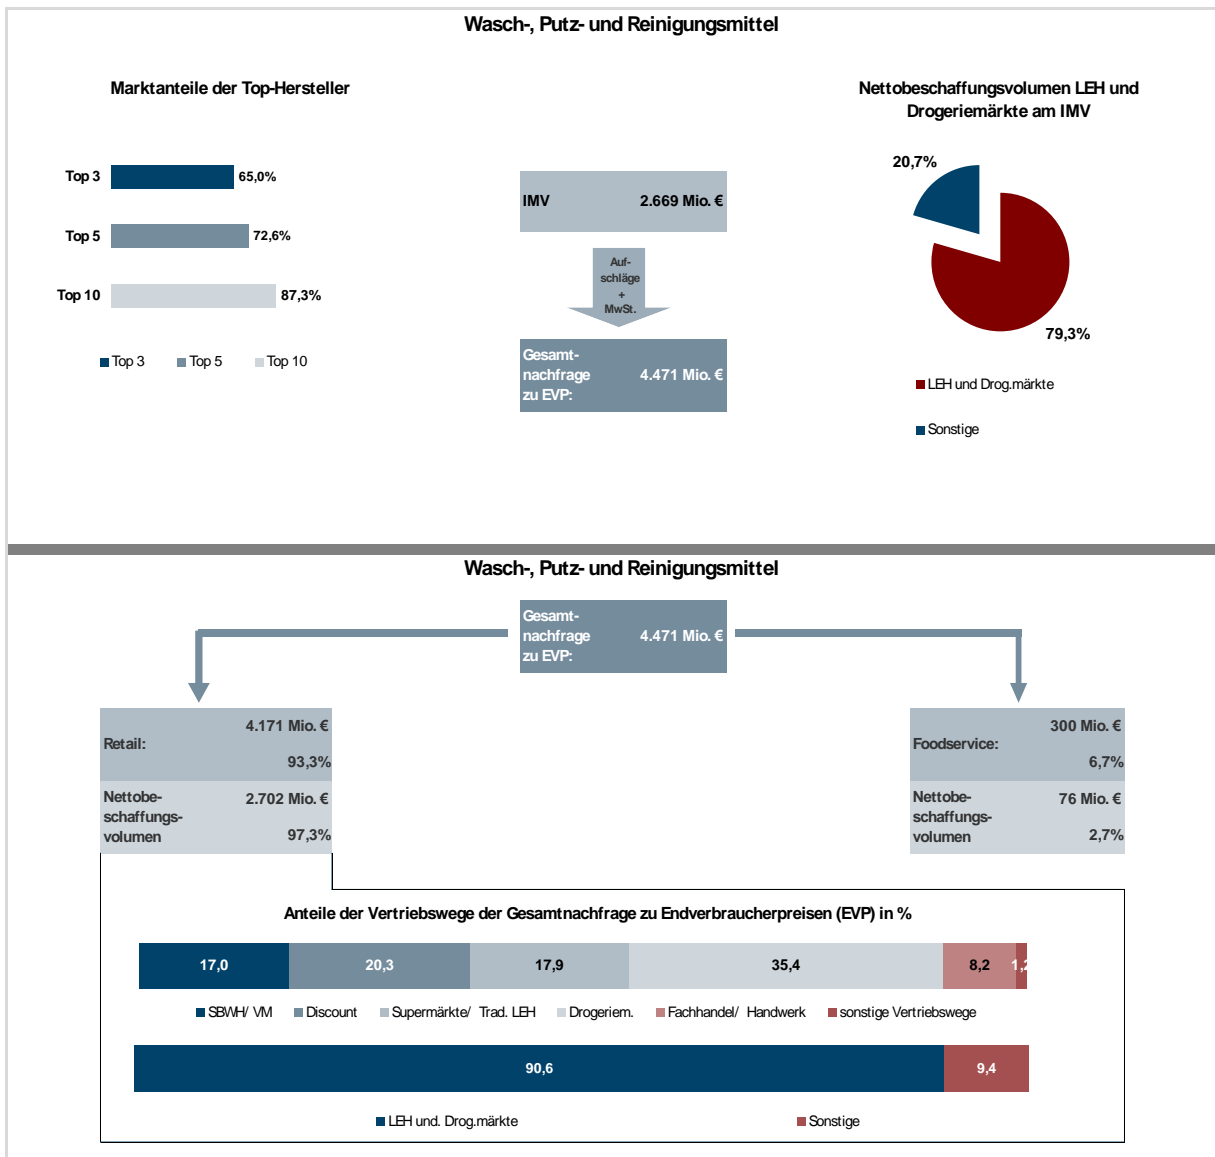 Wasch-, Putz- und Reinigungsmittel
Marktanteile der Top-Hersteller
Top 3
65,0%
Top 5
72,6%
Top 10
87,3%
Top 3
Top 5
Top 10
IMV
2.669 Mio. €
Auf-
schläge
+
MwSt.
Gesamt-
nachfrage
zu EVP:
4.471 Mio. €
Nettobeschaffungsvolumen LEH und
Drogeriemärkte am IMV
20,7%
79,3%
LEH und Drog.märkte
Sonstige
Wasch-, Putz- und Reinigungsmittel
Gesamt-
nachfrage
zu EVP:
4.471 Mio. €
Retail:
4.171 Mio. €
93,3%
Nettobe-
schaffungs-
volumen
2.702 Mio. €
97,3%
Foodservice:
300 Mio. €
6,7%
Nettobe-
schaffungs-
volumen
76 Mio. €
2,7%
Anteile der Vertriebswege der Gesamtnachfrage zu Endverbraucherpreisen (EVP) in %
17,0 20,3 17,9 35,4 8,2 1,2
SBWH/ VM Discount Supermärkte/ Trad. LEH Drogeriem. Fachhandel/ Handwerk sonstige Vertriebswege
90,6 9,4
LEH und. Drog.märkte Sonstige